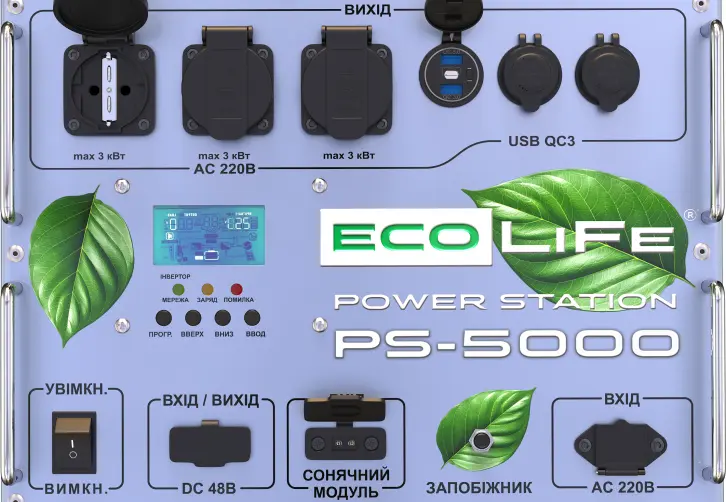 ВИХІД
max 3 кВт
max 3 кВт
max 3 кВт
AC 220В
USB QC3
ECO LiFe ®
POWER STATION
PS-5000
ІНВЕРТОР
МЕРЕЖА ЗАРЯД ПОМИЛКА
ПРОГР. ВВЕРХ ВНИЗ ВВОД
УВІМКН.
ВИМКН.
ВХІД / ВИХІД
DC 48В
СОНЯЧНИЙ
МОДУЛЬ
ЗАПОБІЖНИК
ВХІД
AC 220В